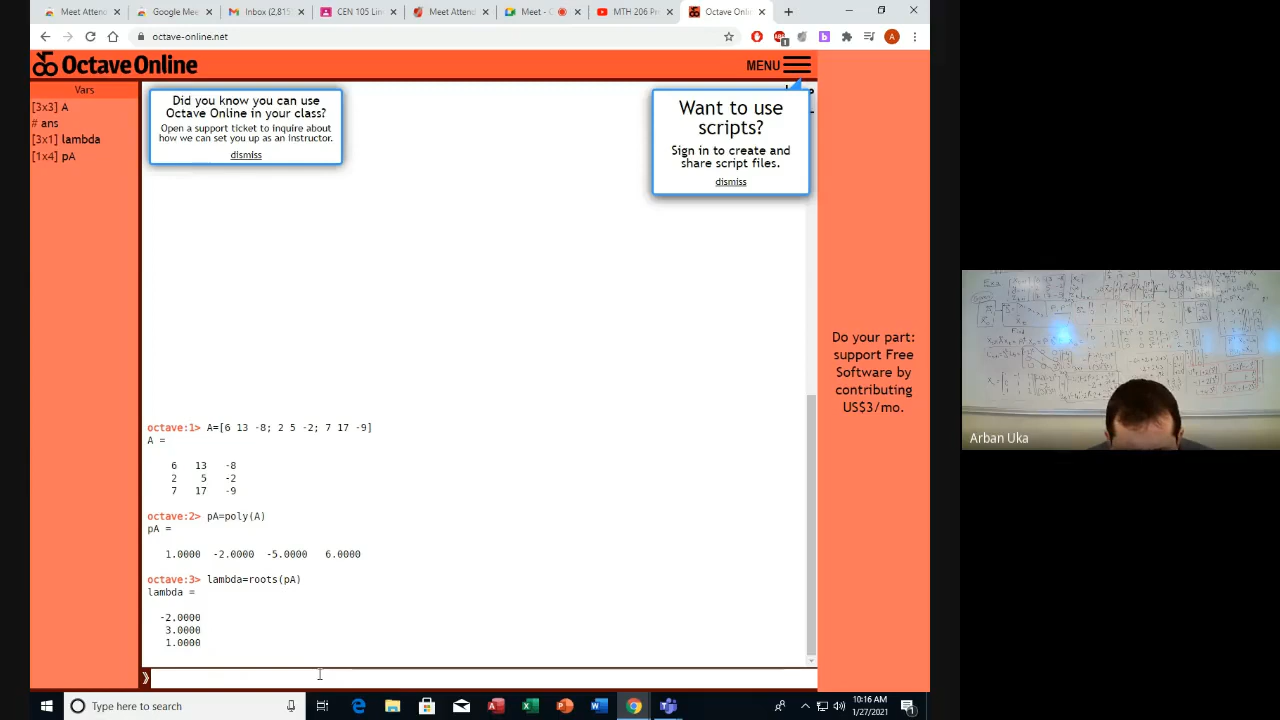 Meet Attend
Google Mee
Inbox (2,815
CEN 105 Lin
Meet Attend
Meet - 
MTH 206 Pr
Octave Onli
octave-online.net
Octave Online
MENU
Vars
[3x3] A
# ans
[3x1] lambda
[1x4] pA
Did you know you can use
Octave Online in your class?
Open a support ticket to inquire about
how we can set you up as an instructor.
dismiss
Want to use
scripts?
Sign in to create and
share script files.
dismiss
Do your part:
support Free
Software by
contributing
US$3/mo.
octave:1> A=[6 13 -8; 2 5 -2; 7 17 -9]
A =
6 13 -8
2 5 -2
7 17 -9
octave:2> pA=poly(A)
pA =
1.0000 -2.0000 -5.0000 6.0000
octave:3> lambda=roots(pA)
lambda =
-2.0000
3.0000
1.0000
Arban Uka
Type here to search
10:16 AM
1/27/2021